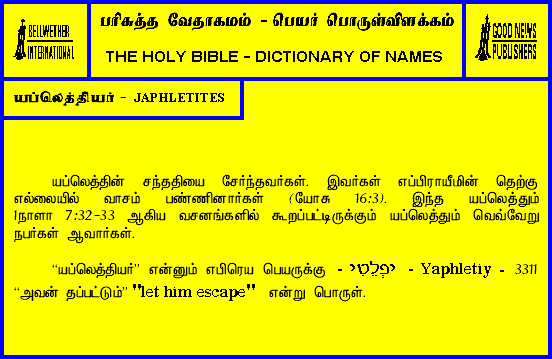 BELLWETHER
INTERNATIONAL
பரிசுத்த வேதாகமம் - பெயர் பொருள்விளக்கம்
THE HOLY BIBLE - DICTIONARY OF NAMES
GOOD NEWS
PUBLISHERS
யப்லெத்தியர் - JAPHLETITES
யப்லெத்தின் சந்ததியை சேர்ந்தவர்கள். இவர்கள் எப்பிராயீமின் தெற்கு
எல்லையில் வாசம் பண்ணினார்கள் (யோசு 16:3). இந்த யப்லெத்தும்
1நாளா 7:32-33 ஆகிய வசனங்களில் கூறப்பட்டிருக்கும் யப்லெத்தும் வெவ்வேறு
நபர்கள் ஆவார்கள்.
“யப்லெத்தியர்” என்னும் எபிரெய பெயருக்கு - יַפְלֵטִי - Yaphletiy - 3311
“அவன் தப்பட்டும்” "let him escape" என்று பொருள்.